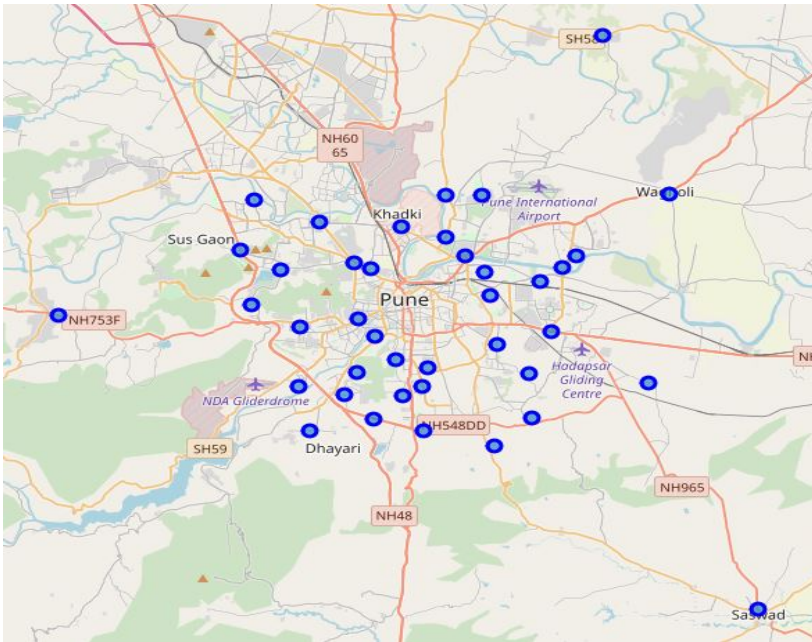 SH58
NH60
65
Wagholi
Pune International
Airport
Khadki
Sus Gaon
Pune
NH753F
Hadapsar
Gliding
Centre
NH
NDA Gliderdrome
NH548DD
SH59
Dhayari
NH965
NH48
Saswad